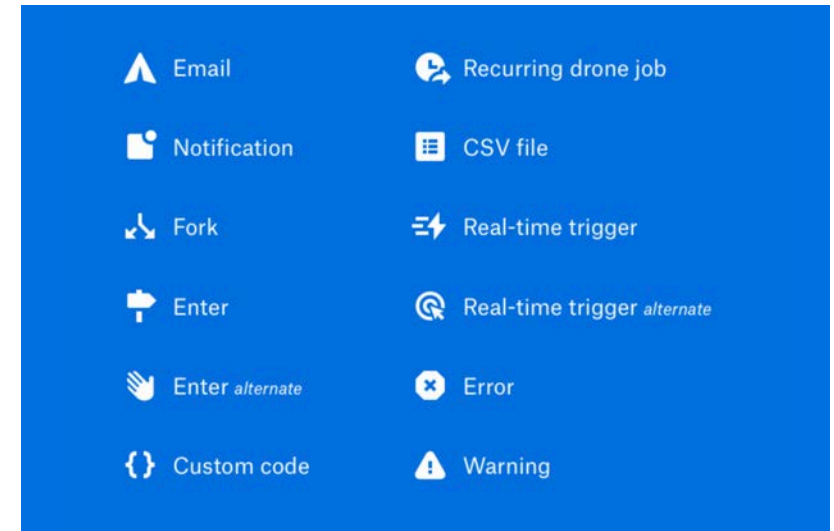 Email
Notification
Fork
Enter
Enter alternate
{} Custom code
Recurring drone job
CSV file
Real-time trigger
Real-time trigger alternate
Error
Warning